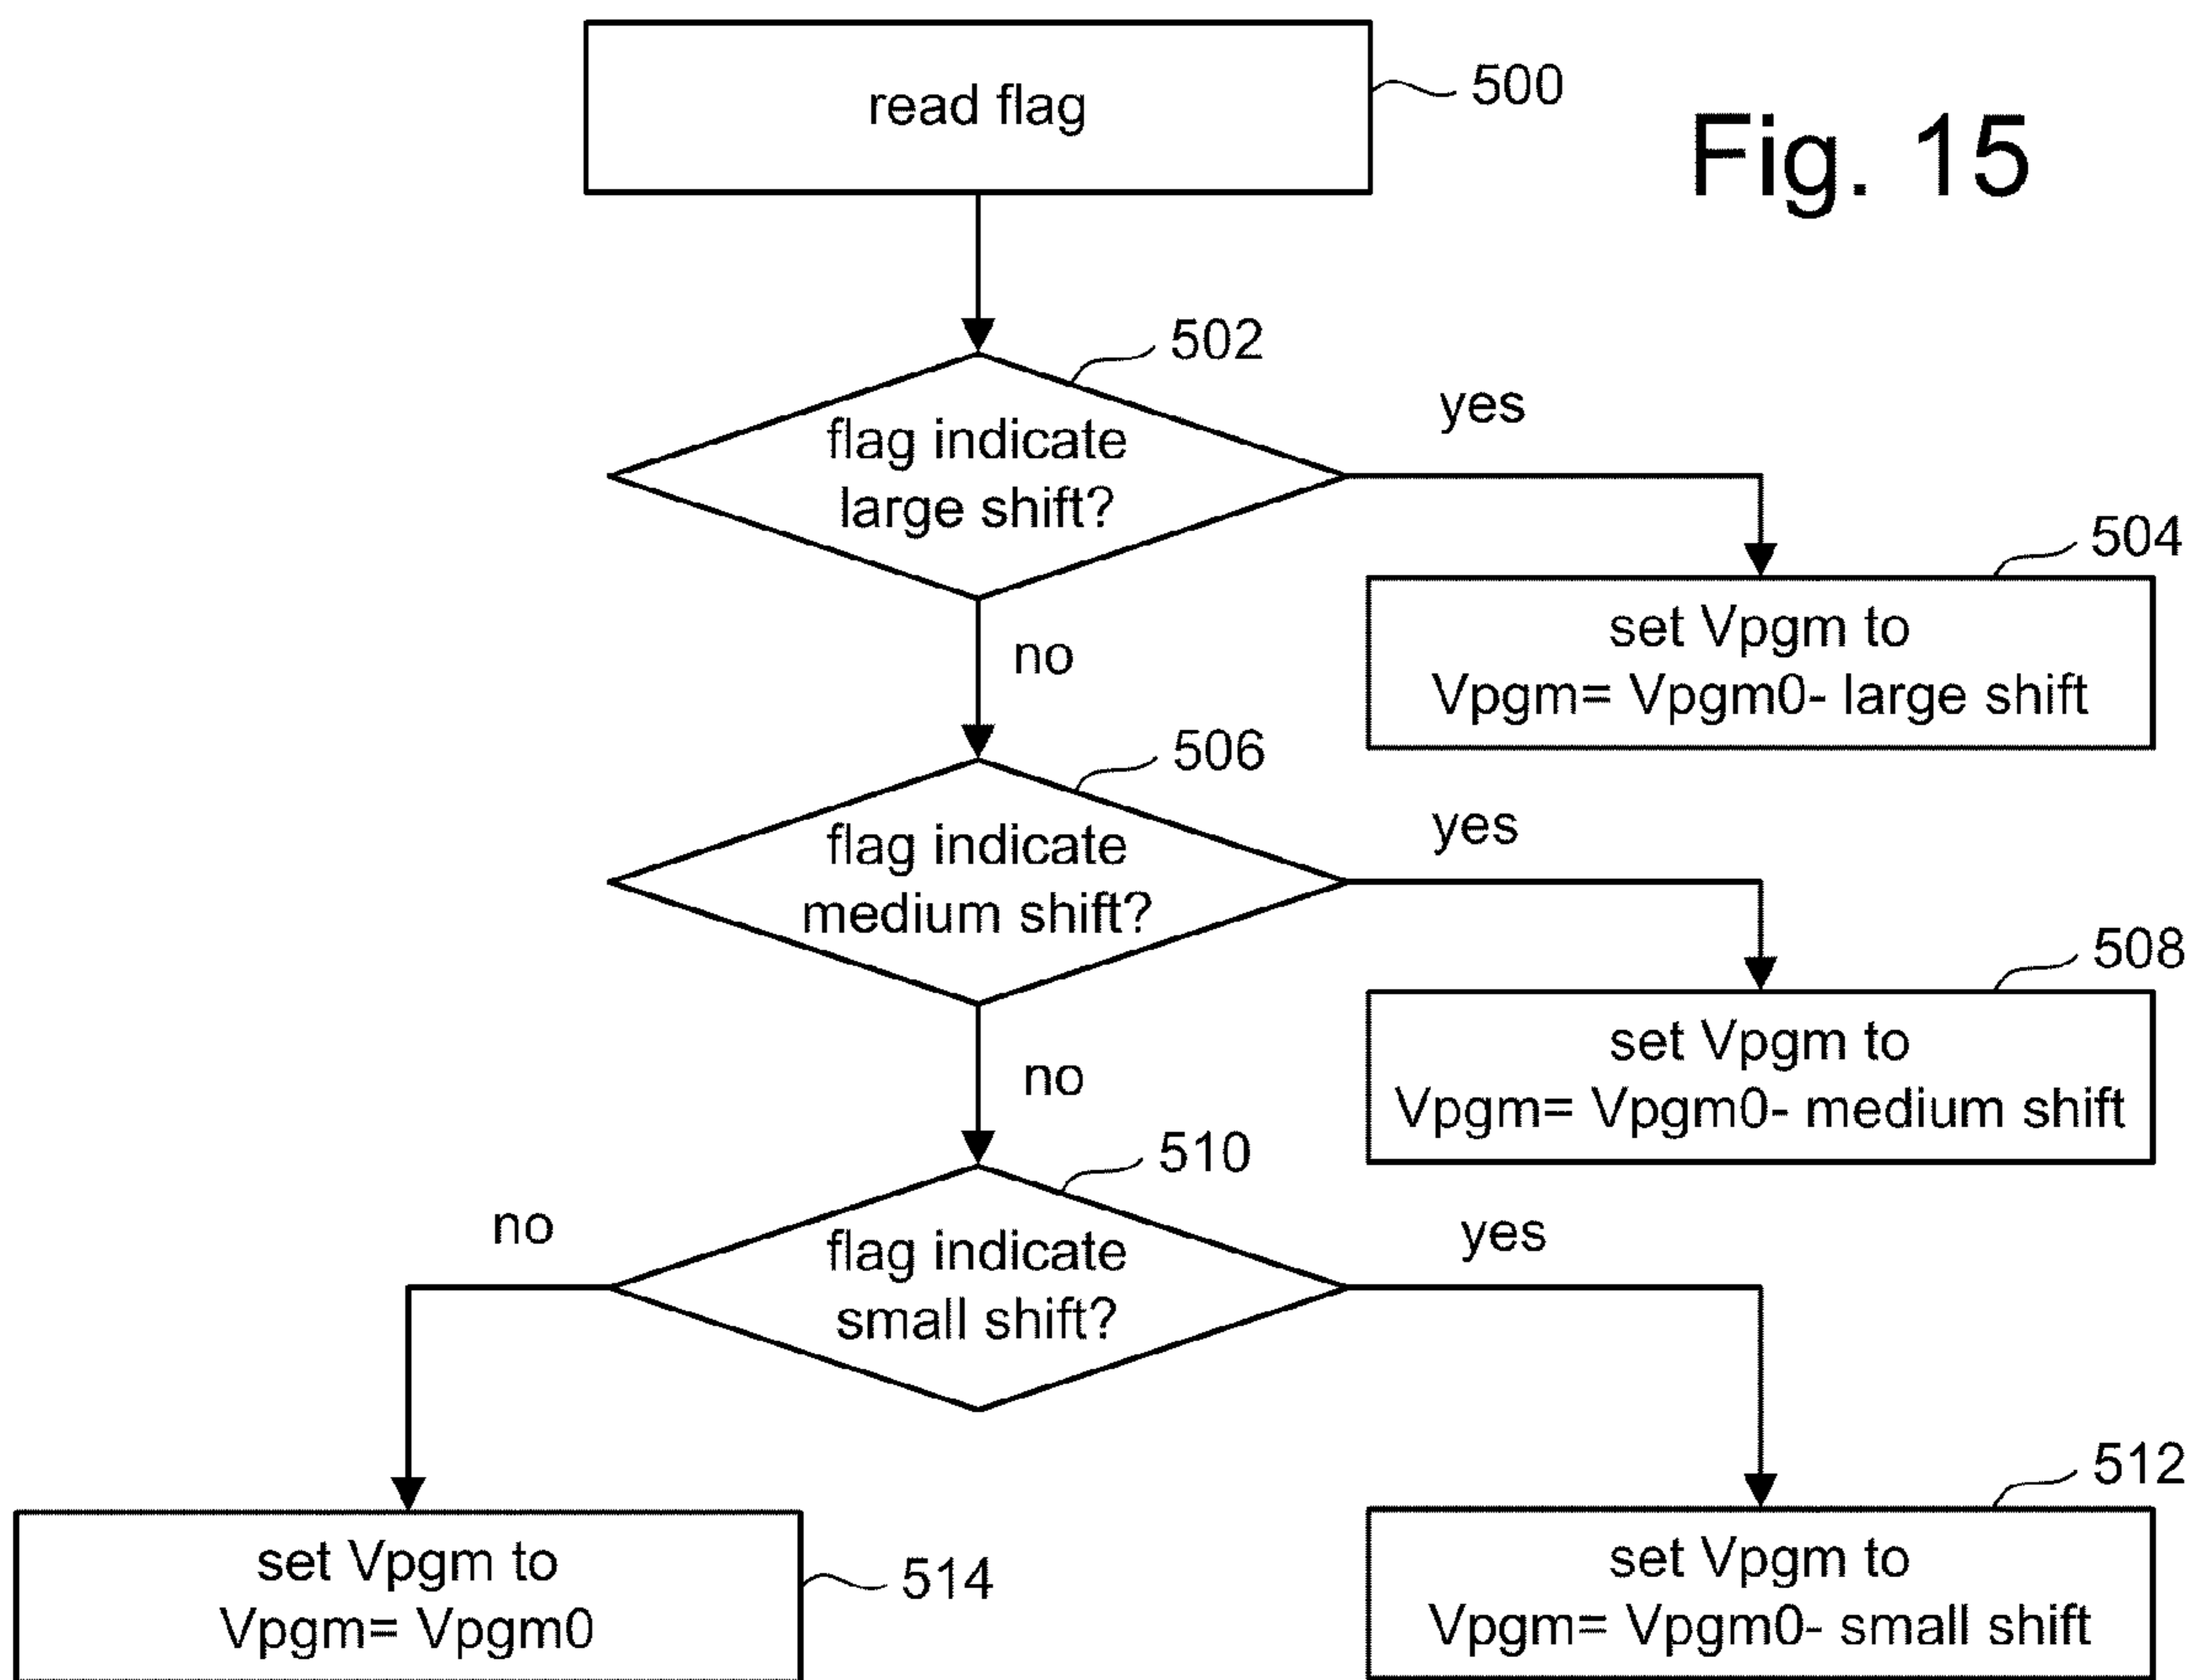 read flag
500
Fig. 15
502
flag indicate
large shift?
yes
504
set Vpgm to
Vpgm= Vpgm0- large shift
no
506
flag indicate
medium shift?
yes
508
set Vpgm to
Vpgm= Vpgm0- medium shift
no
510
flag indicate
small shift?
no
yes
512
set Vpgm to
Vpgm= Vpgm0- small shift
set Vpgm to
Vpgm= Vpgm0
514